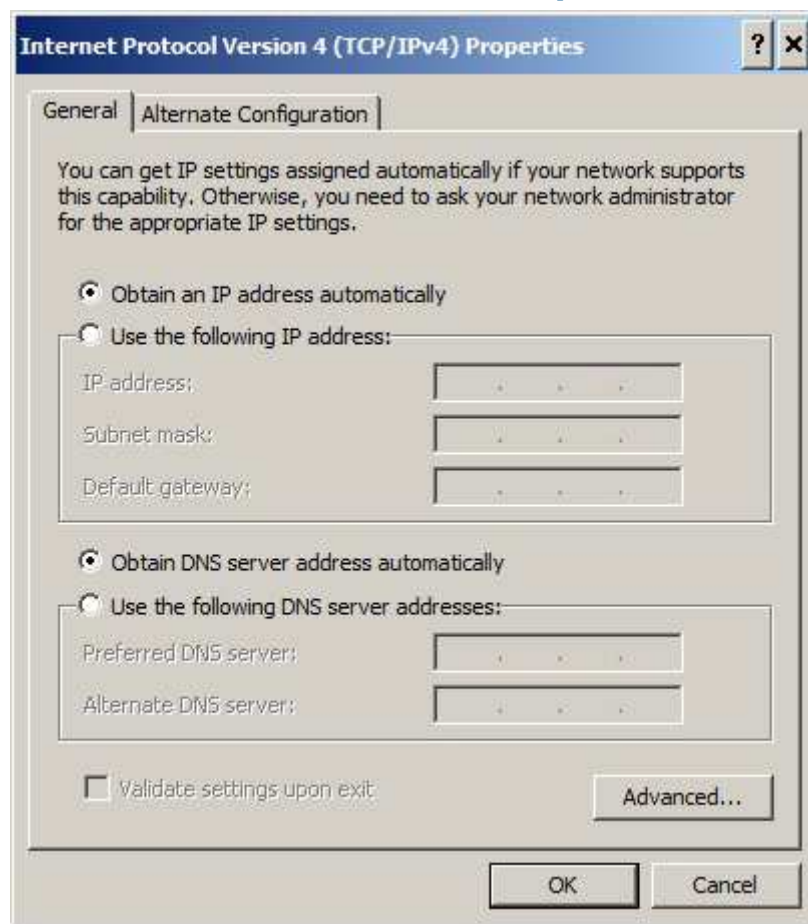 Internet Protocol Version 4 (TCP/IPv4) Properties
General
Alternate Configuration
You can get IP settings assigned automatically if your network supports
this capability. Otherwise, you need to ask your network administrator
for the appropriate IP settings.
Obtain an IP address automatically
Use the following IP address:
IP address:
Subnet mask:
Default gateway:
Obtain DNS server address automatically
Use the following DNS server addresses:
Preferred DNS server:
Alternate DNS server:
Validate settings upon exit
Advanced...
OK
Cancel